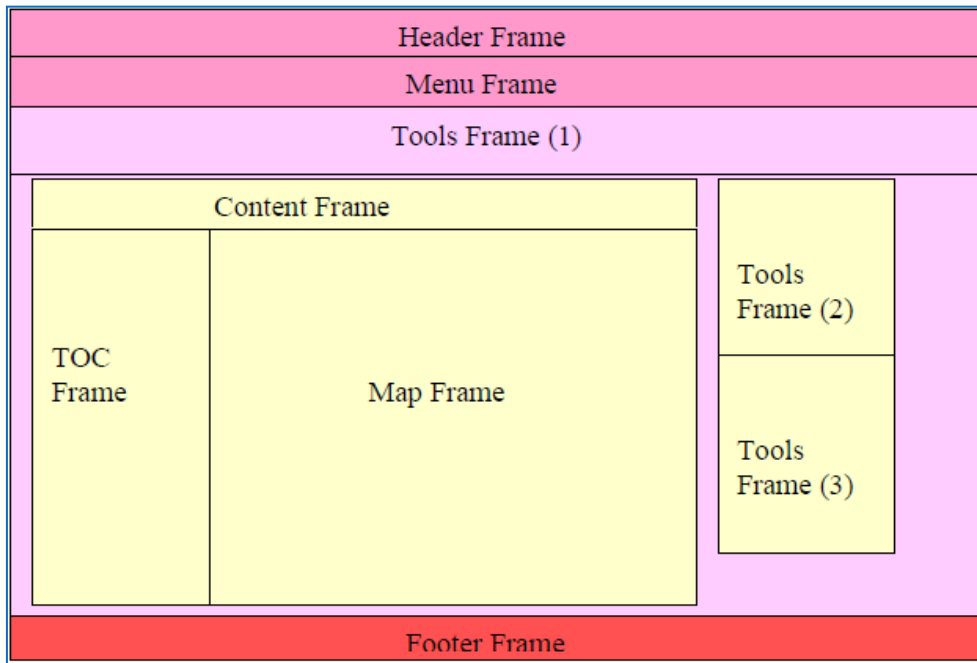 Header Frame
Menu Frame
Tools Frame (1)
Content Frame
TOC
Frame
Map Frame
Tools
Frame (2)
Tools
Frame (3)
Footer Frame